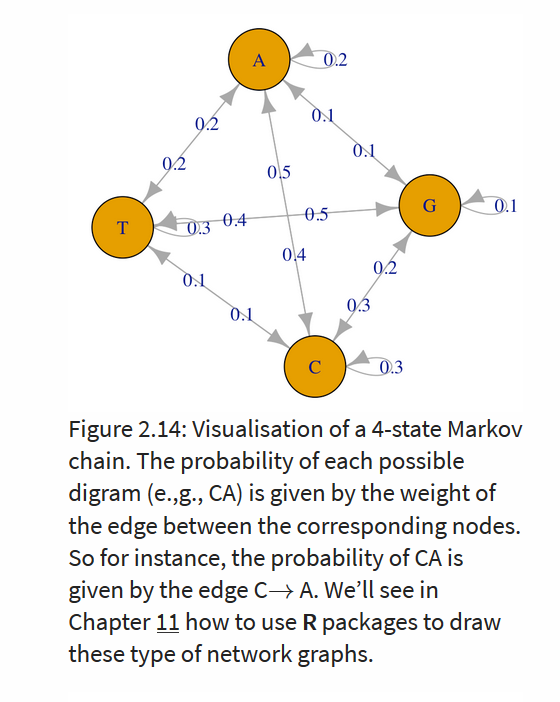 A
0.2
0.1
0.2
0.1
0.2
0.5
G
0.1
T
0.3
0.4
0.5
0.4
0.2
0.1
0.3
0.1
C
0.3
Figure 2.14: Visualisation of a 4-state Markov
chain. The probability of each possible
digram (e.,g., CA) is given by the weight of
the edge between the corresponding nodes.
So for instance, the probability of CA is
given by the edge C→ A. We’ll see in
Chapter 11 how to use R packages to draw
these type of network graphs.